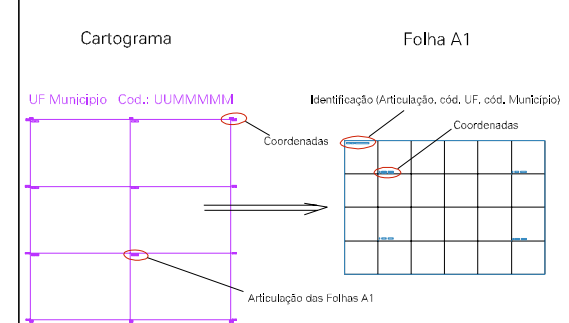 Cartograma
Folha A1
UF Município Cod.: UUMMMMM
Identificação (Articulação, cód. UF, cód. Município)
Coordenadas
Coordenadas
Articulação das Folhas A1